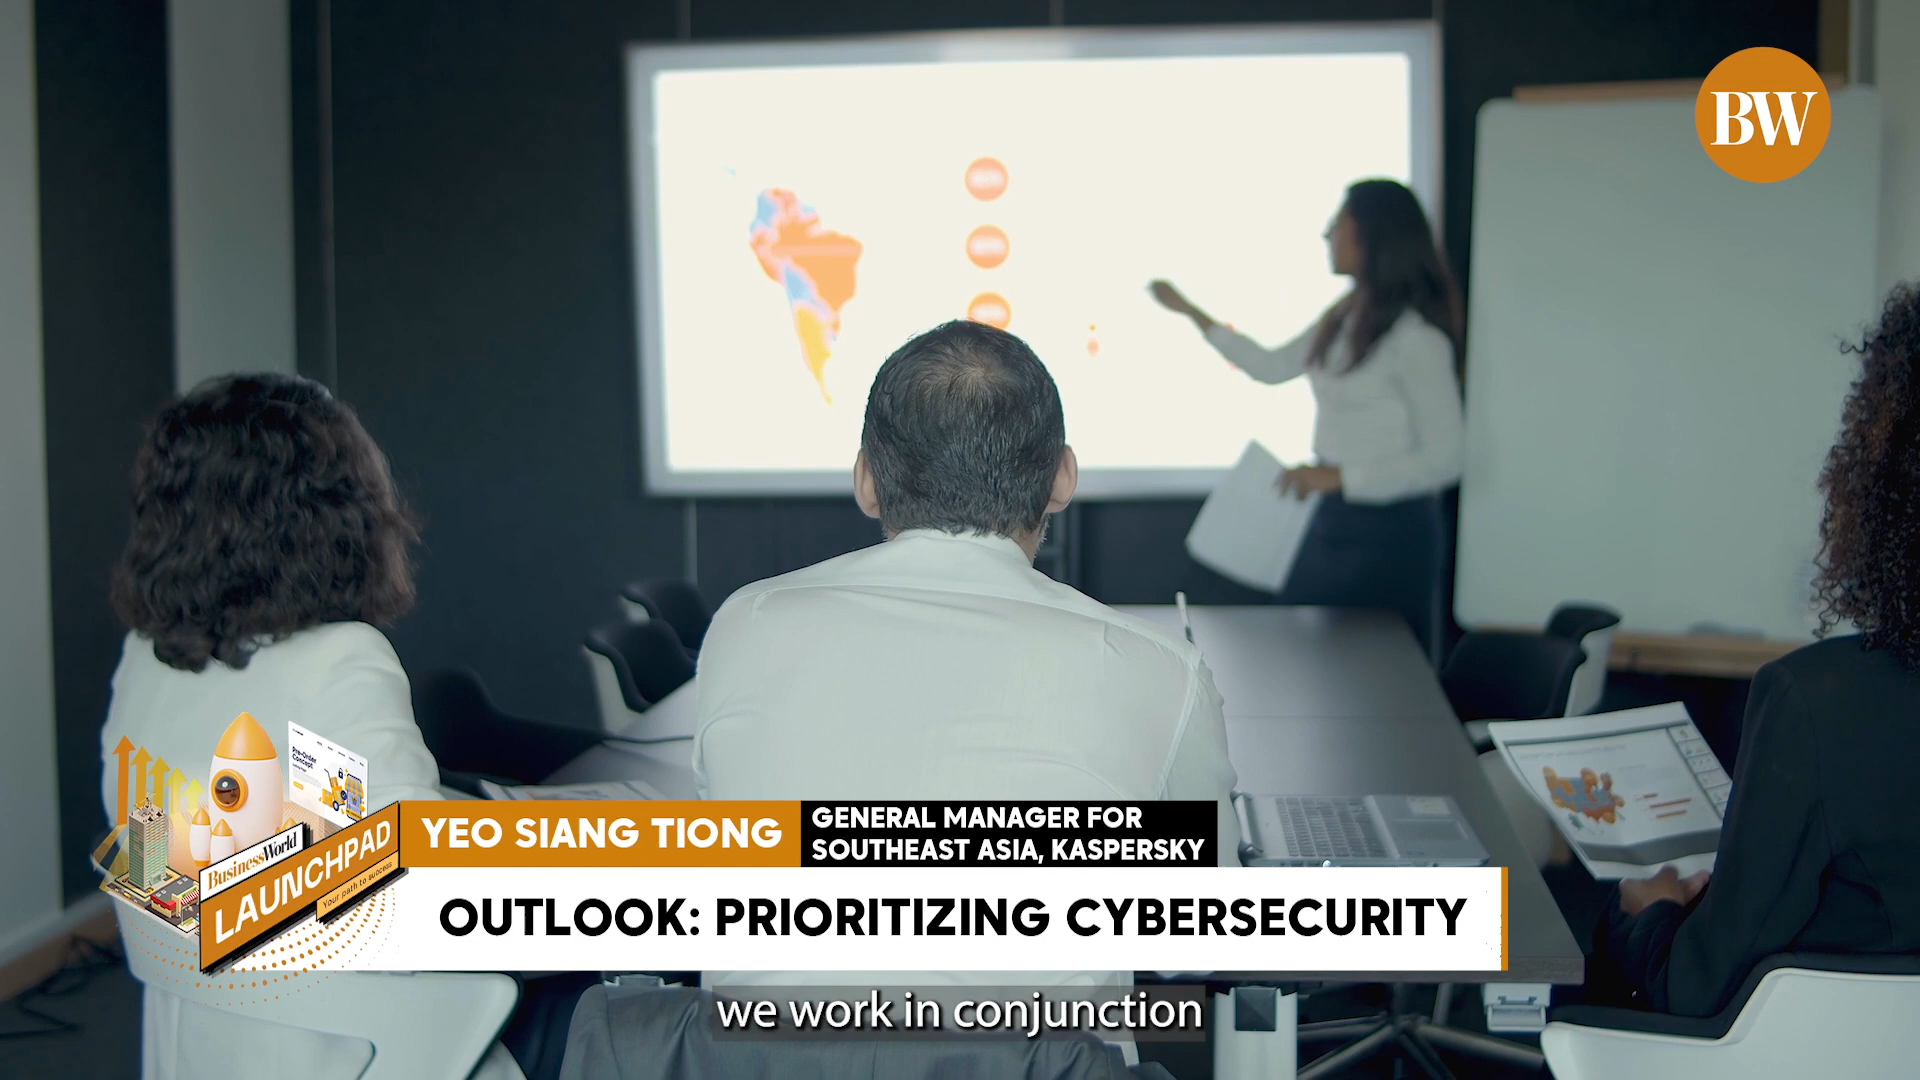 BW
Pre-Order
Concept
BusinessWorld
LAUNCHPAD
Your path to success
YEO SIANG TIONG
GENERAL MANAGER FOR
SOUTHEAST ASIA, KASPERSKY
OUTLOOK: PRIORITIZING CYBERSECURITY
we work in conjunction